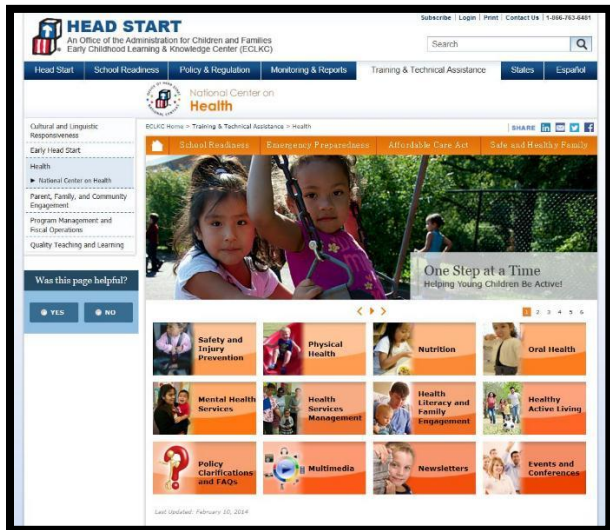 Subscribe | Login | Print | Contact Us | 1-866-763-6481
HEAD START
An Office of the Administration for Children and Families
Early Childhood Learning & Knowledge Center (ECLKC)
Search
Head Start
School Readiness
Policy & Regulation
Monitoring & Reports
Training & Technical Assistance
States
Español
National Center on
Health
Cultural and Linguistic
Responsiveness
Early Head Start
Health
National Center on Health
Parent, Family, and Community
Engagement
Program Management and
Fiscal Operations
Quality Teaching and Learning
Was this page helpful?
YES
NO
ECLKC Home > Training & Technical Assistance > Health
SHARE
School Readiness
Emergency Preparedness
Affordable Care Act
Safe and Healthy Family
One Step at a Time
Helping Young Children Be Active!
1 2 3 4 5 6
Safety and
Injury
Prevention
Physical
Health
Nutrition
Oral Health
Mental Health
Services
Health
Services
Management
Health
Literacy and
Family
Engagement
Healthy
Active Living
Policy
Clarifications
and FAQs
Multimedia
Newsletters
Events and
Conferences
Last Updated: February 10, 2014